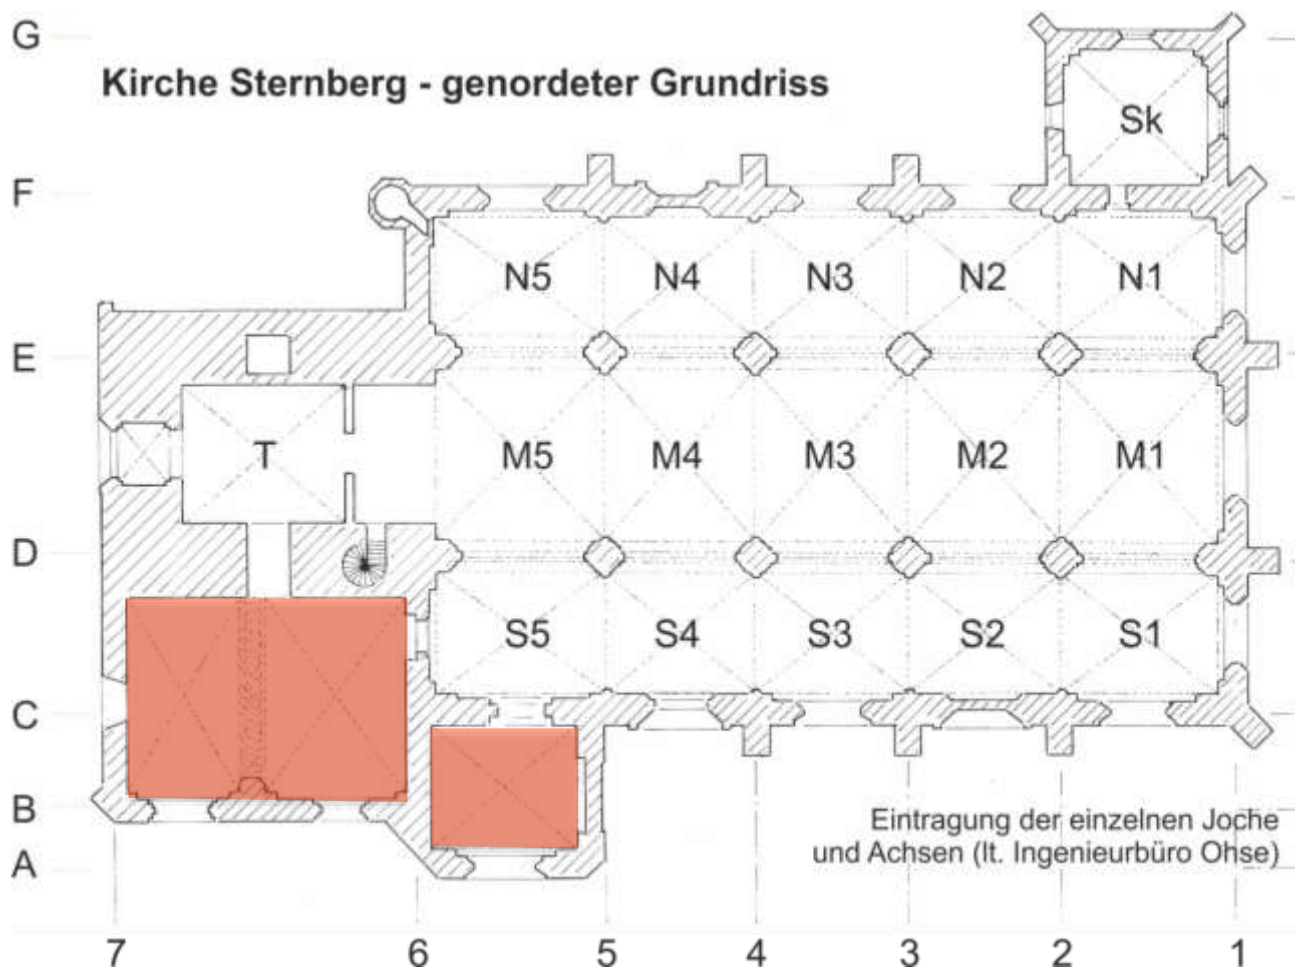 G
Kirche Sternberg - genordeter Grundriss
Sk
F
N5 N4 N3 N2 N1
E
T M5 M4 M3 M2 M1
D
S5 S4 S3 S2 S1
C
B
Eintragung der einzelnen Joche
und Achsen (lt. Ingenieurbüro Ohse)
A
7 6 5 4 3 2 1